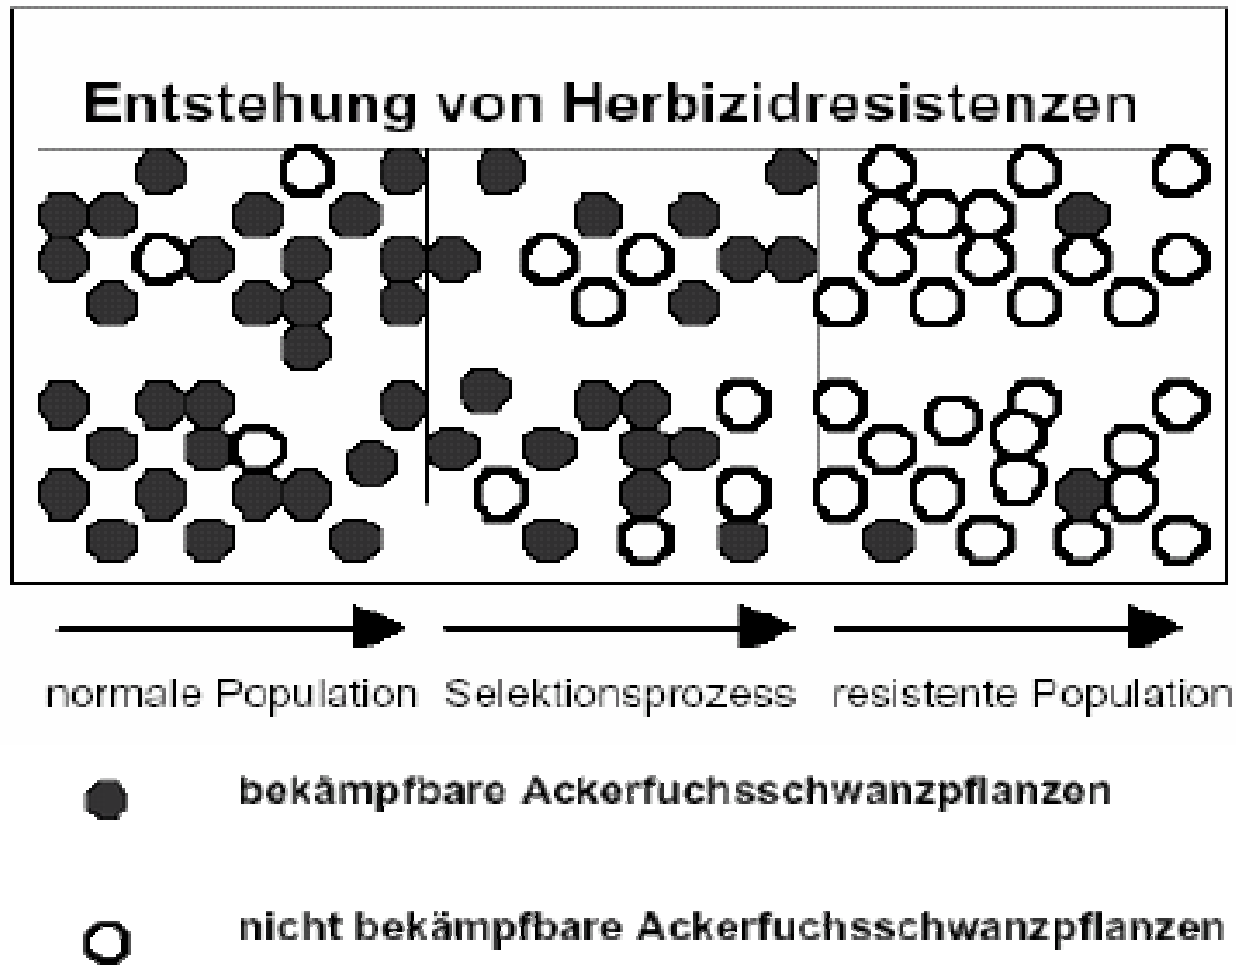 Entstehung von Herbizidresistenzen
normale Population Selektionsprozess resistente Population
bekämpfbare Ackerfuchsschwanzpflanzen
nicht bekämpfbare Ackerfuchsschwanzpflanzen